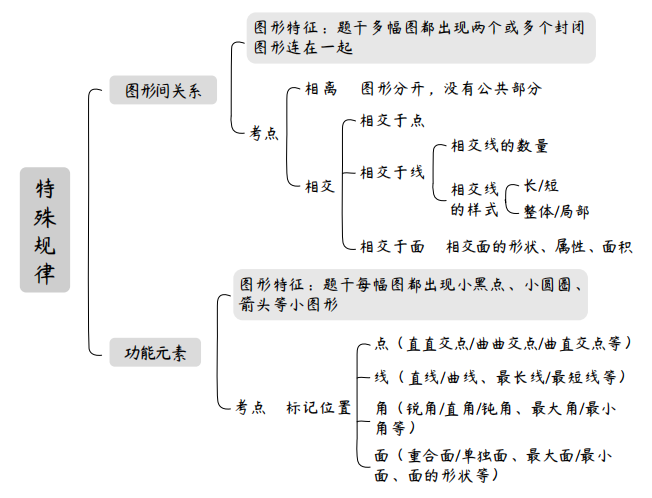 特殊规律
图形间关系
图形特征：题干多幅图都出现两个或多个封闭
图形连在一起
考点
相离 图形分开，没有公共部分
相交
相交于点
相交于线
相交线的数量
相交线
的样式
长/短
整体/局部
相交于面 相交面的形状、属性、面积
功能元素
图形特征：题干每幅图都出现小黑点、小圆圈、
箭头等小图形
考点 标记位置
点（直直交点/曲曲交点/曲直交点等）
线（直线/曲线、最长线/最短线等）
角（锐角/直角/钝角、最大角/最小
角等）
面（重合面/单独面、最大面/最小
面、面的形状等）